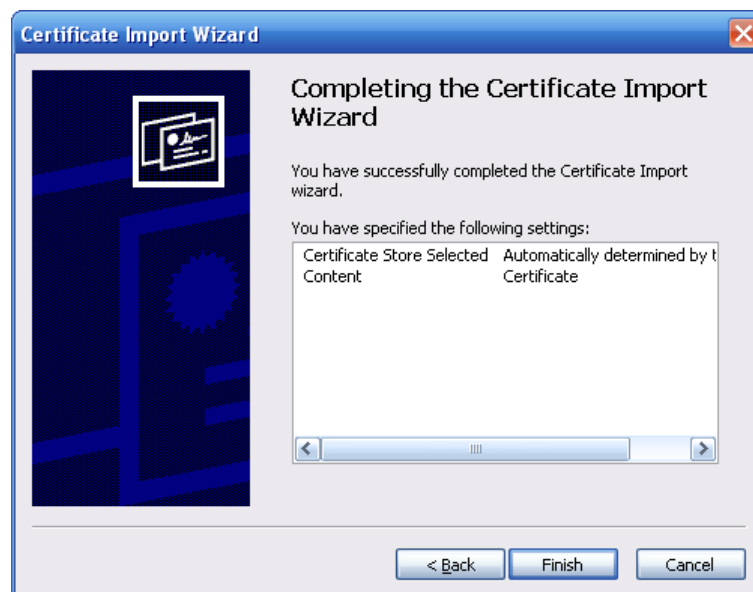 Certificate Import Wizard
Completing the Certificate Import
Wizard
You have successfully completed the Certificate Import
wizard.
You have specified the following settings:
Certificate Store Selected Automatically determined by t
Content Certificate
< Back Finish Cancel